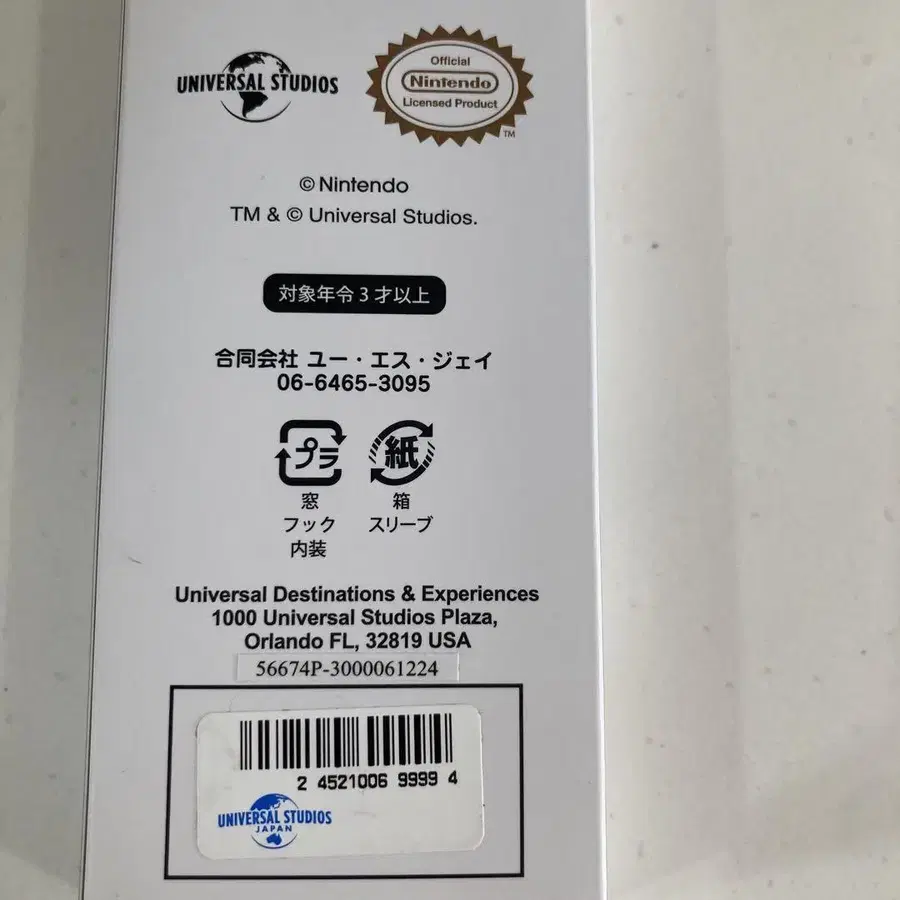 UNIVERSAL STUDIOS
Official
Nintendo
Licensed Product
TM
© Nintendo
TM & © Universal Studios.
対象年令3才以上
合同会社 ユー・エス・ジェイ
06-6465-3095
プラ
紙
窓
フック
内装
箱
スリーブ
Universal Destinations & Experiences
1000 Universal Studios Plaza,
Orlando FL, 32819 USA
56674P-3000061224
2 4521006 9999 4
UNIVERSAL STUDIOS
JAPAN